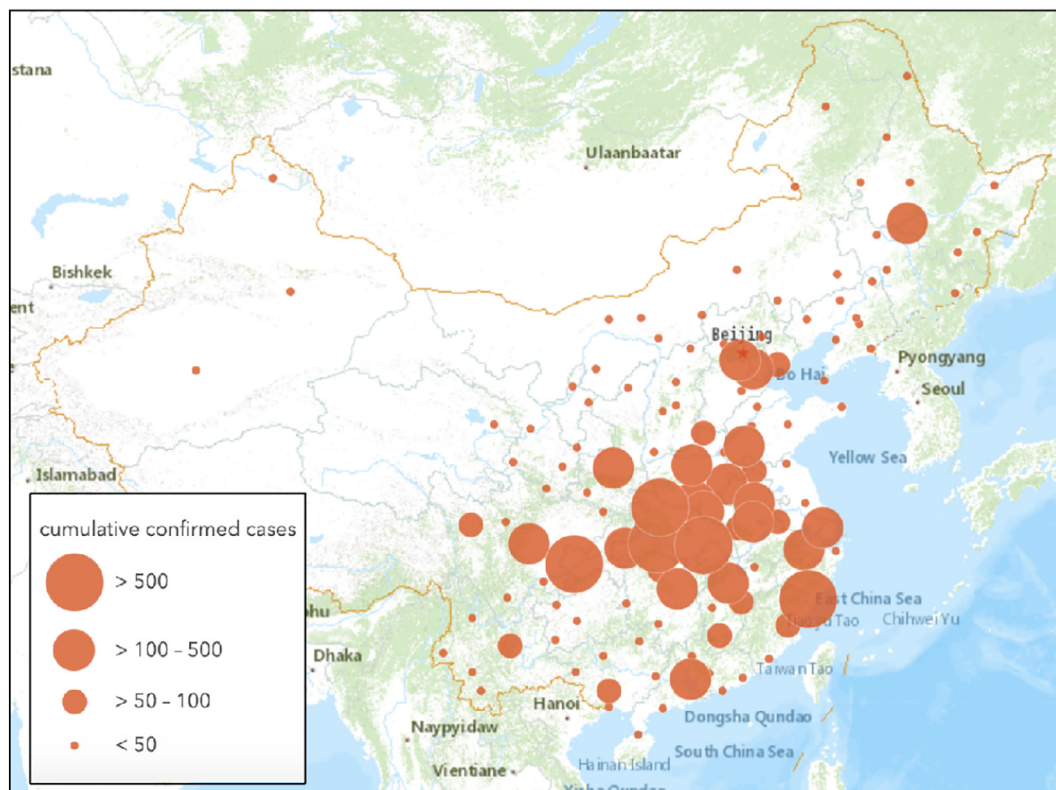 stana
Ulaanbaatar
Bishkek
ent
Beijing
Pyongyang
Bo Hai
Seoul
Islamabad
Yellow Sea
cumulative confirmed cases
> 500
> 100 – 500
> 50 – 100
< 50
East China Sea
Chihwei Yu
Dhaka
Taiwan Tao
Hanoi
Naypyidaw
Dongsha Qundao
South China Sea
Hainan Island
Vientiane